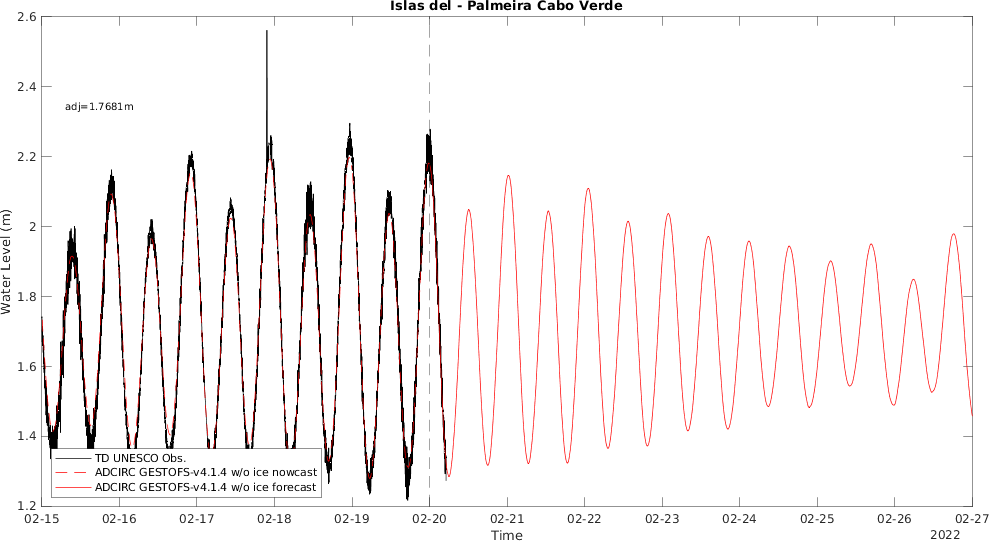 Islas del - Palmeira Cabo Verde
2.6
2.4
adj=1.7681m
2.2
2
Water Level (m)
1.8
1.6
1.4
TD UNESCO Obs.
ADCIRC GESTOFS-v4.1.4 w/o ice nowcast
ADCIRC GESTOFS-v4.1.4 w/o ice forecast
1.2
02-15 02-16 02-17 02-18 02-19 02-20 02-21 02-22 02-23 02-24 02-25 02-26 02-27
Time
2022